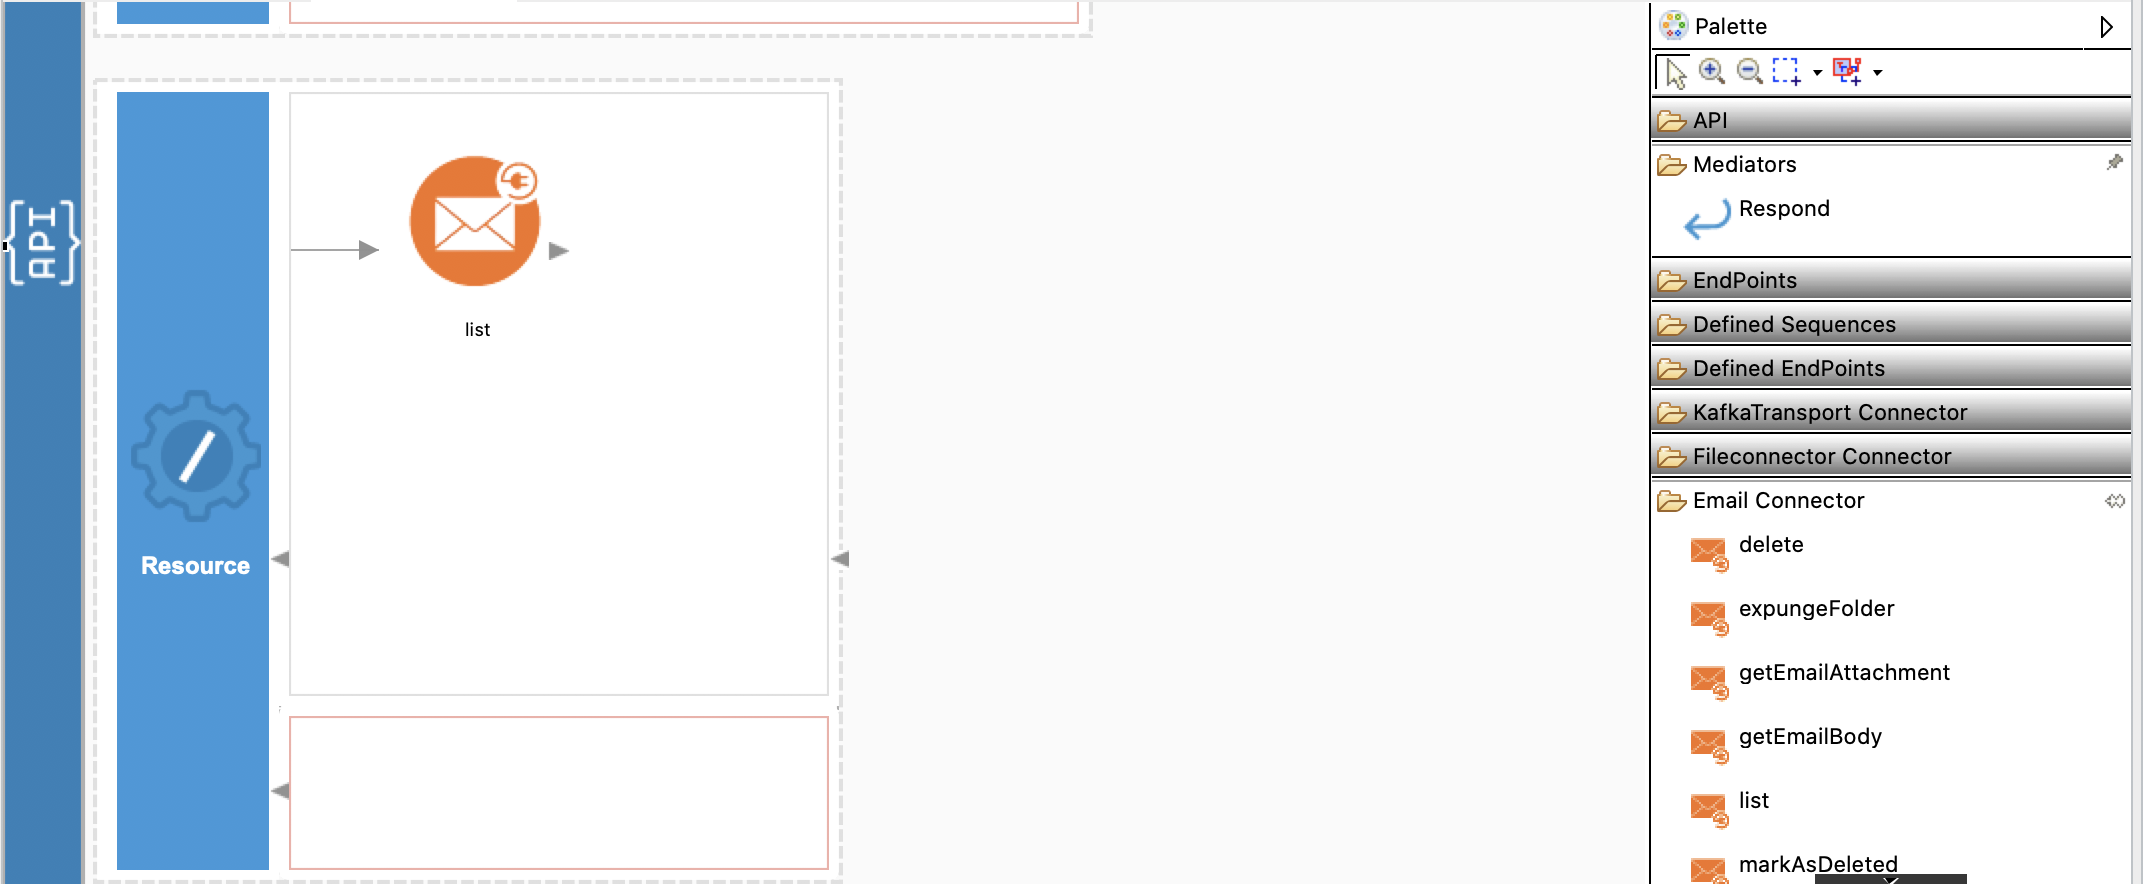 {API}
list
Resource
Palette
API
Mediators
Respond
EndPoints
Defined Sequences
Defined EndPoints
KafkaTransport Connector
Fileconnector Connector
Email Connector
delete
expungeFolder
getEmailAttachment
getEmailBody
list
markAsDeleted